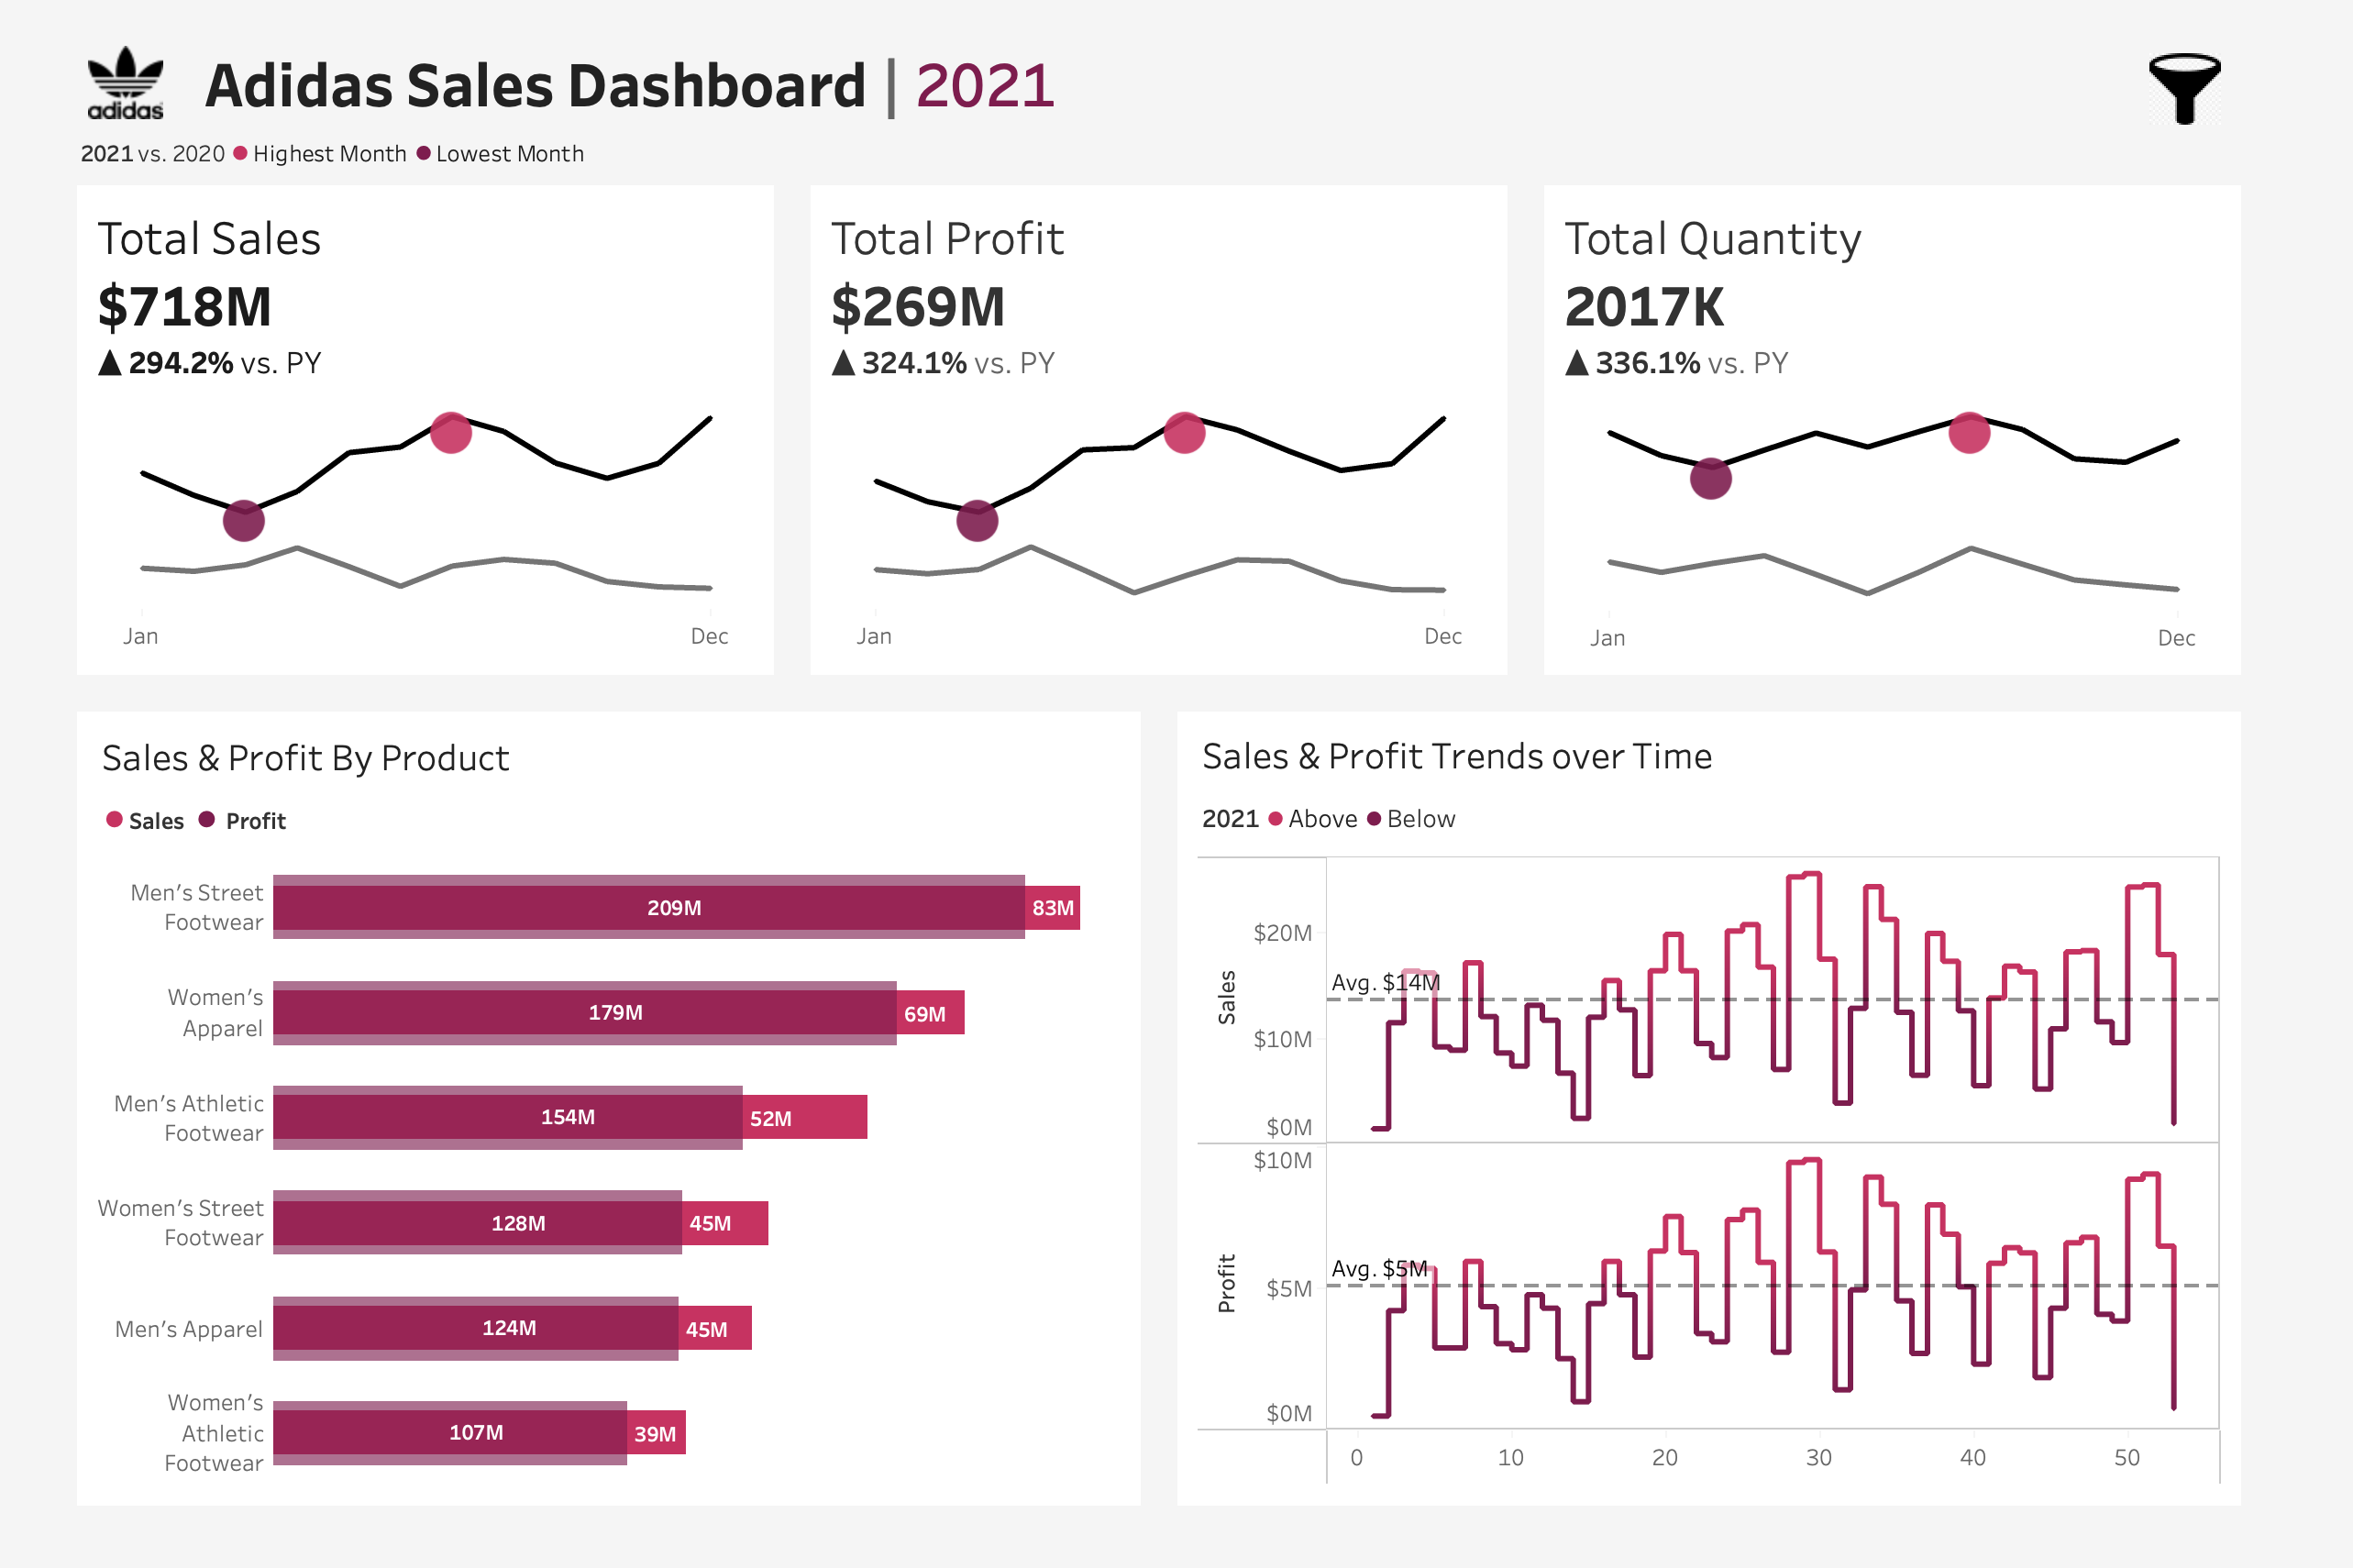 adidas
Adidas Sales Dashboard | 2021
2021 vs. 2020 Highest Month Lowest Month
Total Sales
$718M
▲ 294.2% vs. PY
Jan Dec
Total Profit
$269M
▲ 324.1% vs. PY
Jan Dec
Total Quantity
2017K
▲ 336.1% vs. PY
Jan Dec
Sales & Profit By Product
Sales Profit
Men's Street
Footwear
209M 83M
Women's
Apparel
179M 69M
Men's Athletic
Footwear
154M 52M
Women's Street
Footwear
128M 45M
Men's Apparel
124M 45M
Women's
Athletic
Footwear
107M 39M
Sales & Profit Trends over Time
2021 Above Below
Sales
$20M
Avg. $14M
$10M
$0M
Profit
$10M
Avg. $5M
$5M
$0M
0 10 20 30 40 50